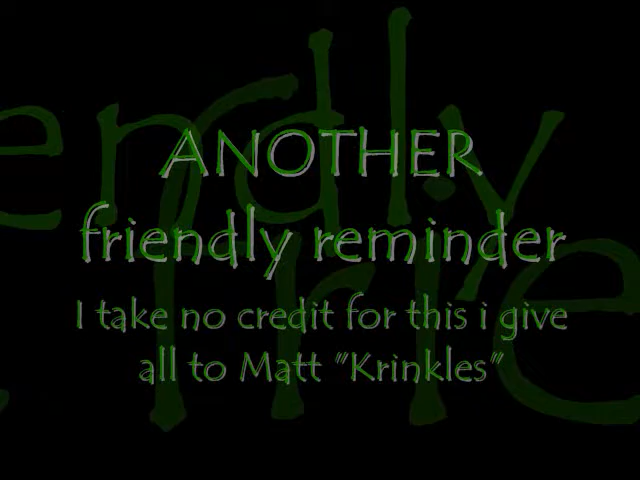 ANOTHER
friendly reminder
I take no credit for this i give
all to Matt "Krinkles"